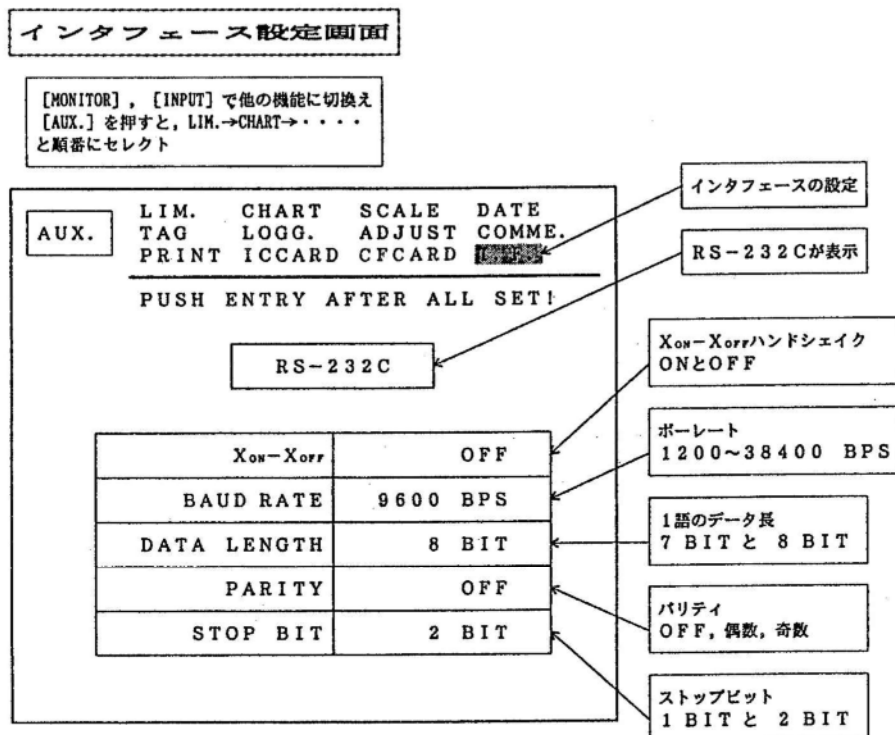 インタフェース設定画面
[MONITOR]，[INPUT]で他の機能に切換え
[AUX.]を押すと，LIM.→CHART→・・・・
と順番にセレクト
AUX.
LIM. CHART SCALE DATE
TAG LOGG. ADJUST COMME.
PRINT ICCARD CFCARD
PUSH ENTRY AFTER ALL SET!
RS-232C
XON-XOFF OFF
BAUD RATE 9600 BPS
DATA LENGTH 8 BIT
PARITY OFF
STOP BIT 2 BIT
インタフェースの設定
RS-232Cが表示
XON-XOFFハンドシェイク
ONとOFF
ボーレート
1200~38400 BPS
1語のデータ長
7 BITと 8 BIT
パリティ
OFF，偶数，奇数
ストップビット
1 BITと 2 BIT